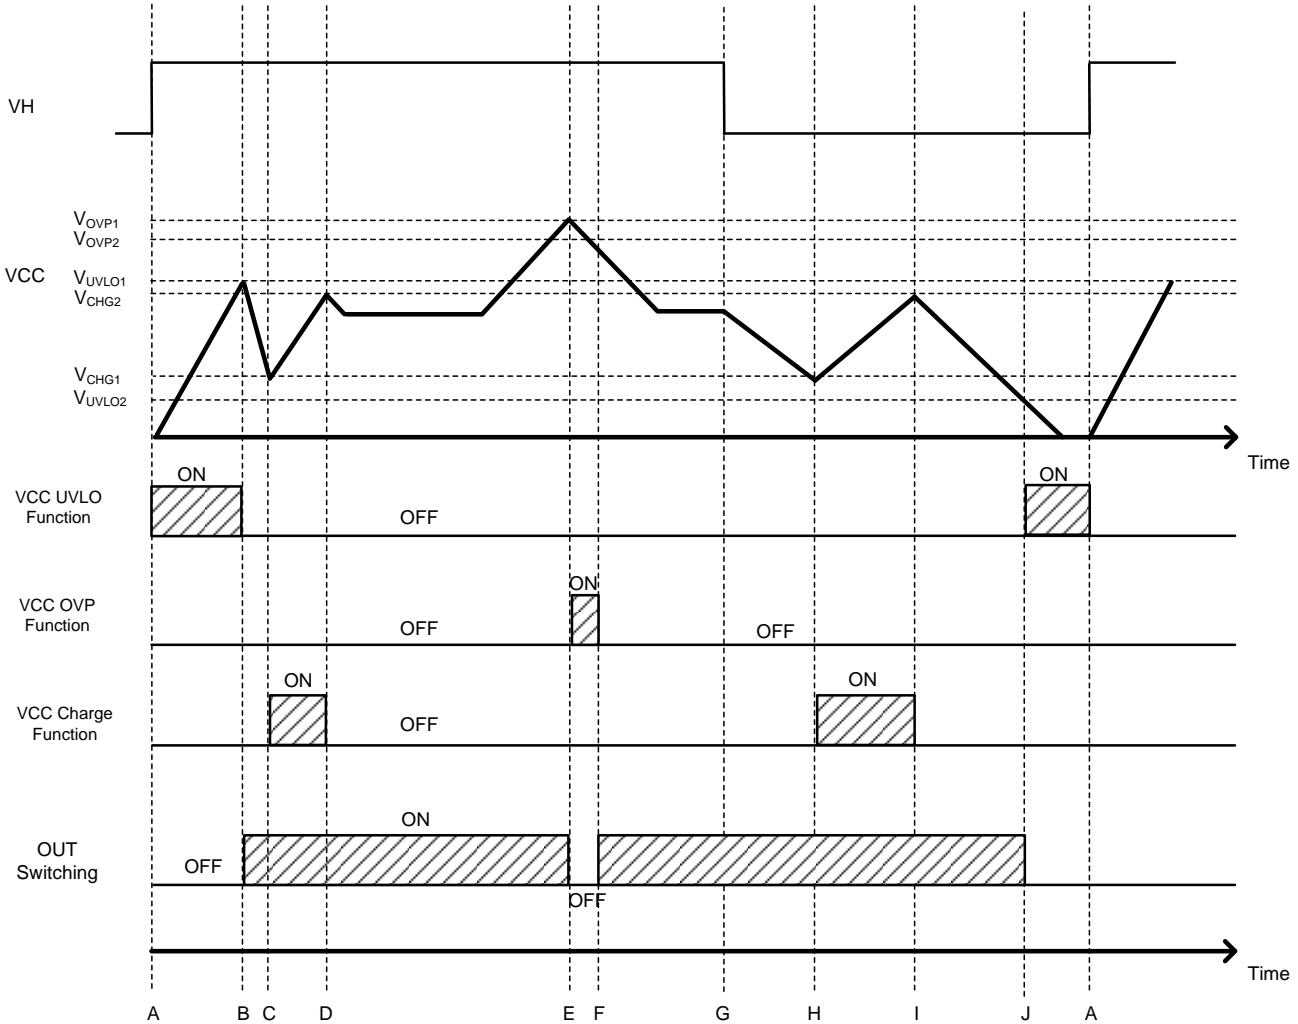 VH
VOVP1
VOVP2
VCC
VUVLO1
VCHG2
VCHG1
VUVLO2
Time
ON
ON
VCC UVLO
Function
OFF
ON
VCC OVP
Function
OFF
OFF
ON
ON
VCC Charge
Function
OFF
ON
OUT
Switching
OFF
OFF
Time
A B C D E F G H I J A